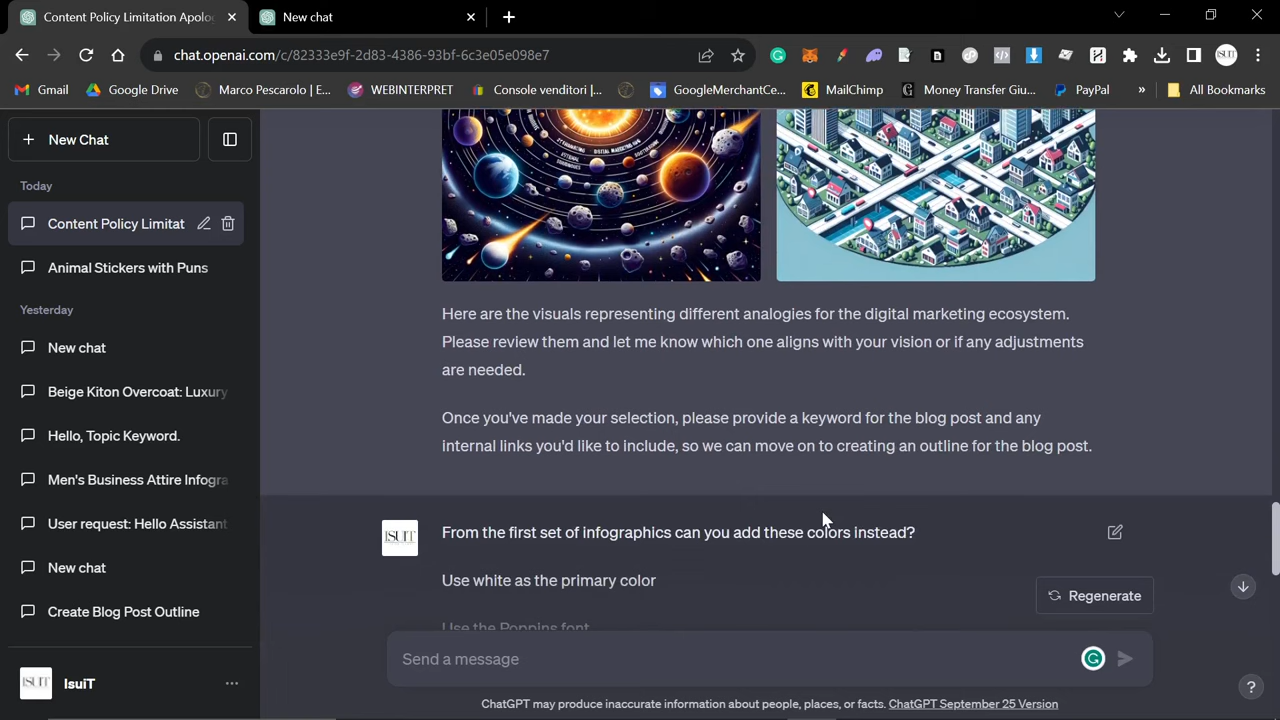 Content Policy Limitation Apolog
New chat
chat.openai.com/c/82333e9f-2d83-4386-93bf-6c3e05e098e7
Gmail
Google Drive
Marco Pescarolo | E...
WEBINTERPRET
Console venditori |...
GoogleMerchantCe...
MailChimp
Money Transfer Giu...
PayPal
»
All Bookmarks
New Chat
Today
Content Policy Limitat
Animal Stickers with Puns
Yesterday
New chat
Beige Kiton Overcoat: Luxury
Hello, Topic Keyword.
Men's Business Attire Infogra
User request: Hello Assistant
New chat
Create Blog Post Outline
ISUIT
IsuiT
Here are the visuals representing different analogies for the digital marketing ecosystem.
Please review them and let me know which one aligns with your vision or if any adjustments
are needed.
Once you've made your selection, please provide a keyword for the blog post and any
internal links you'd like to include, so we can move on to creating an outline for the blog post.
ISUIT
From the first set of infographics can you add these colors instead?
Use white as the primary color
Use the Poppins font
Regenerate
Send a message
ChatGPT may produce inaccurate information about people, places, or facts. ChatGPT September 25 Version
?